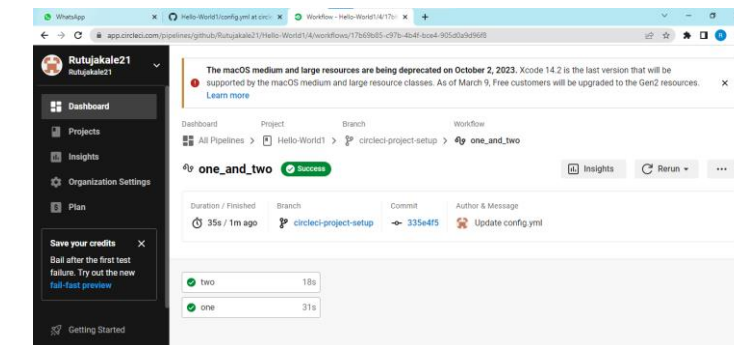 WhatsApp
Hello-World1/config.yml at circle
Workflow - Hello-World1/4/17b
app.circleci.com/pipelines/github/Rutujakale21/Hello-World1/4/workflows/17b69b85-c97b-4b4f-bce4-905d0a9d96f8
Rutujakale21
Rutujakale21
Dashboard
Projects
Insights
Organization Settings
Plan
Save your credits
Bail after the first test
failure. Try out the new
fail-fast preview
Getting Started
The macOS medium and large resources are being deprecated on October 2, 2023. Xcode 14.2 is the last version that will be
supported by the macOS medium and large resource classes. As of March 9, Free customers will be upgraded to the Gen2 resources.
Learn more
Dashboard Project Branch Workflow
All Pipelines > Hello-World1 > circleci-project-setup > one_and_two
one_and_two Success Insights Rerun
Duration / Finished Branch Commit Author & Message
35s / 1m ago circleci-project-setup 335e4f5 Update config.yml
two 18s
one 31s